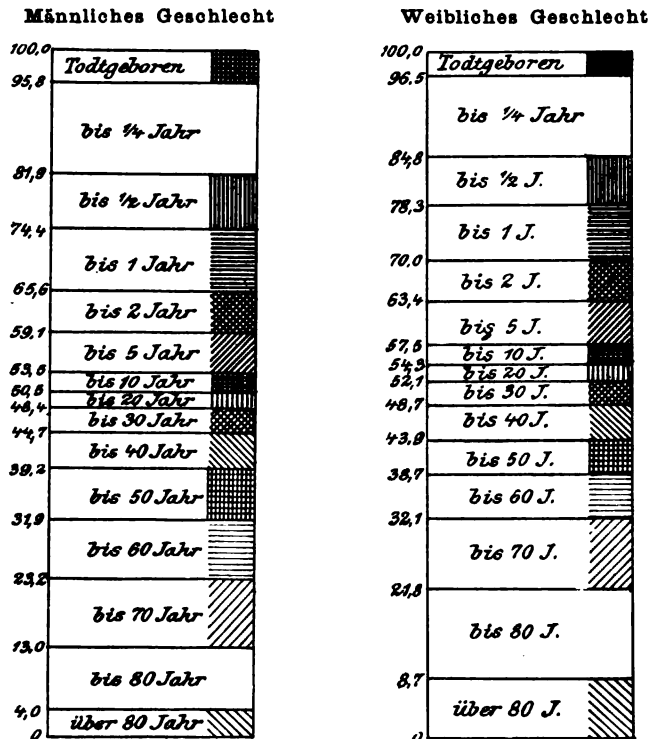 Männliches Geschlecht
100,0
Todtgeboren
95,8
bis 1/4 Jahr
81,9
bis 1/2 Jahr
74,4
bis 1 Jahr
65,6
bis 2 Jahr
59,1
bis 5 Jahr
53,6
bis 10 Jahr
50,5
bis 20 Jahr
48,4
bis 30 Jahr
44,7
bis 40 Jahr
39,2
bis 50 Jahr
31,9
bis 60 Jahr
23,2
bis 70 Jahr
13,0
bis 80 Jahr
4,0
über 80 Jahr
0
Weibliches Geschlecht
100,0
Todtgeboren
96.5
bis 1/4 Jahr
84,8
bis 1/2 J.
78,3
bis 1 J.
70,0
bis 2 J.
63,4
bis 5 J.
57,5
bis 10 J.
54,3
bis 20 J.
52,1
bis 30 J.
48,7
bis 40 J.
43,9
bis 50 J.
38,7
bis 60 J.
32,1
bis 70 J.
21,8
bis 80 J.
8,7
über 80 J.
0